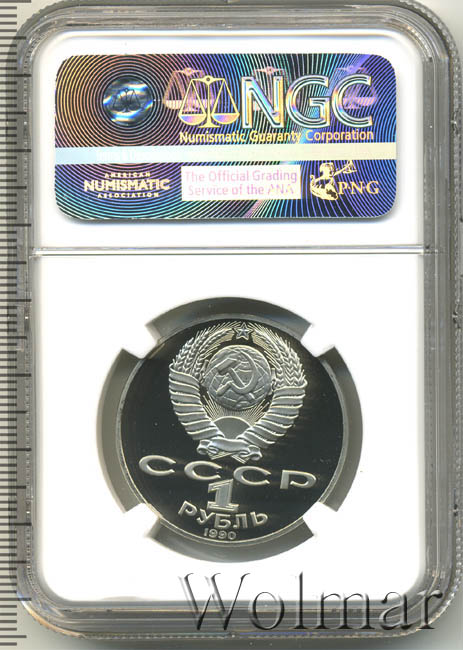 NGC
Numismatic Guaranty Corporation
AMERICAN
NUMISMATIC
ASSOCIATION
The Official Grading
Service of the ANA
PNG
СССР
1
РУБЛЬ
1990
Wolmar